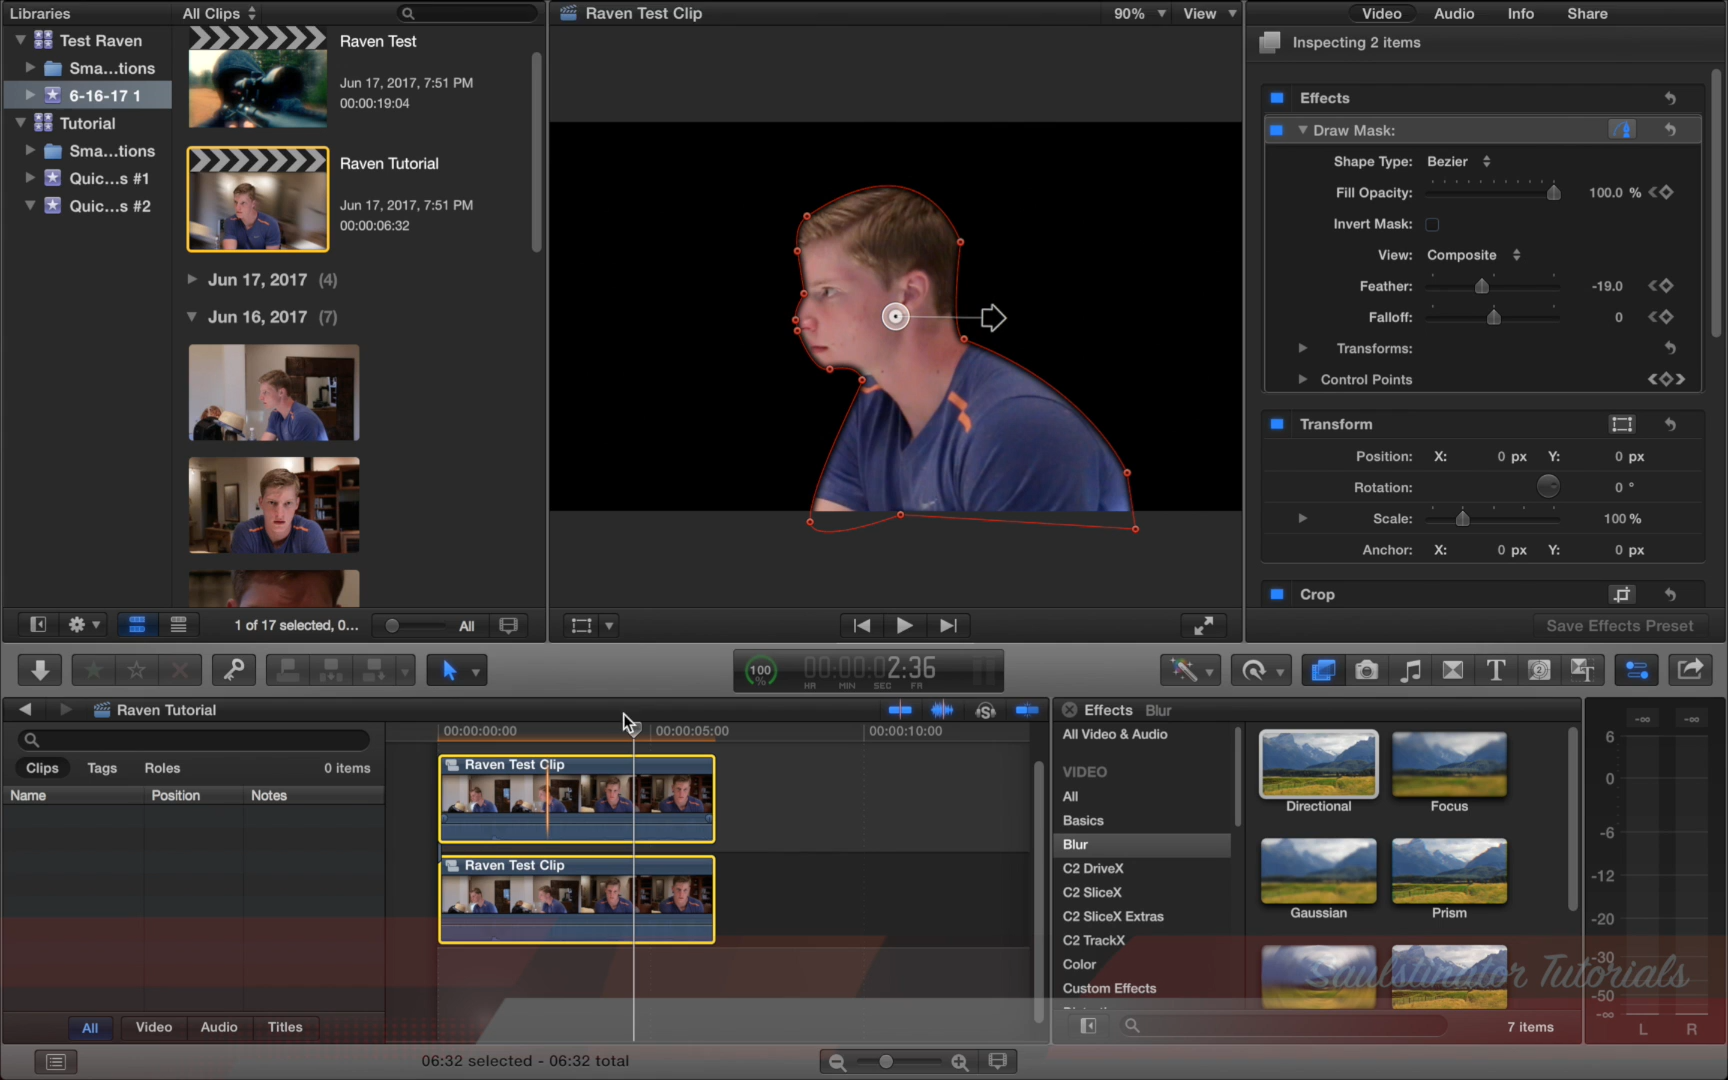 Libraries
All Clips
Raven Test Clip
90%
View
Video
Audio
Info
Share
Test Raven
Sma...tions
6-16-17 1
Tutorial
Sma...tions
Quic...s #1
Quic...s #2
Raven Test
Jun 17, 2017, 7:51 PM
00:00:19:04
Raven Tutorial
Jun 17, 2017, 7:51 PM
00:00:06:32
Jun 17, 2017 (4)
Jun 16, 2017 (7)
Inspecting 2 items
Effects
Draw Mask:
Shape Type: Bezier
Fill Opacity: 100.0 %
Invert Mask:
View: Composite
Feather: -19.0
Falloff: 0
Transforms:
Control Points
Transform
Position: X: 0 px Y: 0 px
Rotation: 0 °
Scale: 100 %
Anchor: X: 0 px Y: 0 px
Crop
Save Effects Preset
1 of 17 selected, 0...
All
100 %
00:00:02:36
HR MIN SEC FR
Raven Tutorial
Clips
Tags
Roles
0 items
Name
Position
Notes
00:00:00:00
00:00:05:00
00:00:10:00
Raven Test Clip
Raven Test Clip
Effects Blur
All Video & Audio
VIDEO
All
Basics
Blur
C2 DriveX
C2 SliceX
C2 SliceX Extras
C2 TrackX
Color
Custom Effects
Directional
Focus
Gaussian
Prism
7 items
-∞ -∞
6
0
-6
-12
-20
-30
-50
-∞
L R
Saulstinator Tutorials
All
Video
Audio
Titles
06:32 selected - 06:32 total